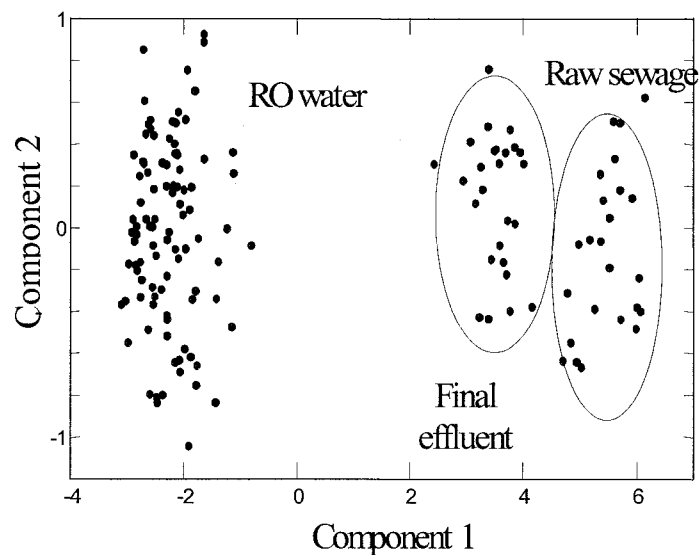 1
Raw sewage
RO water
Component 2
0
Final
effluent
-1
-4
-2
0
2
4
6
Component 1